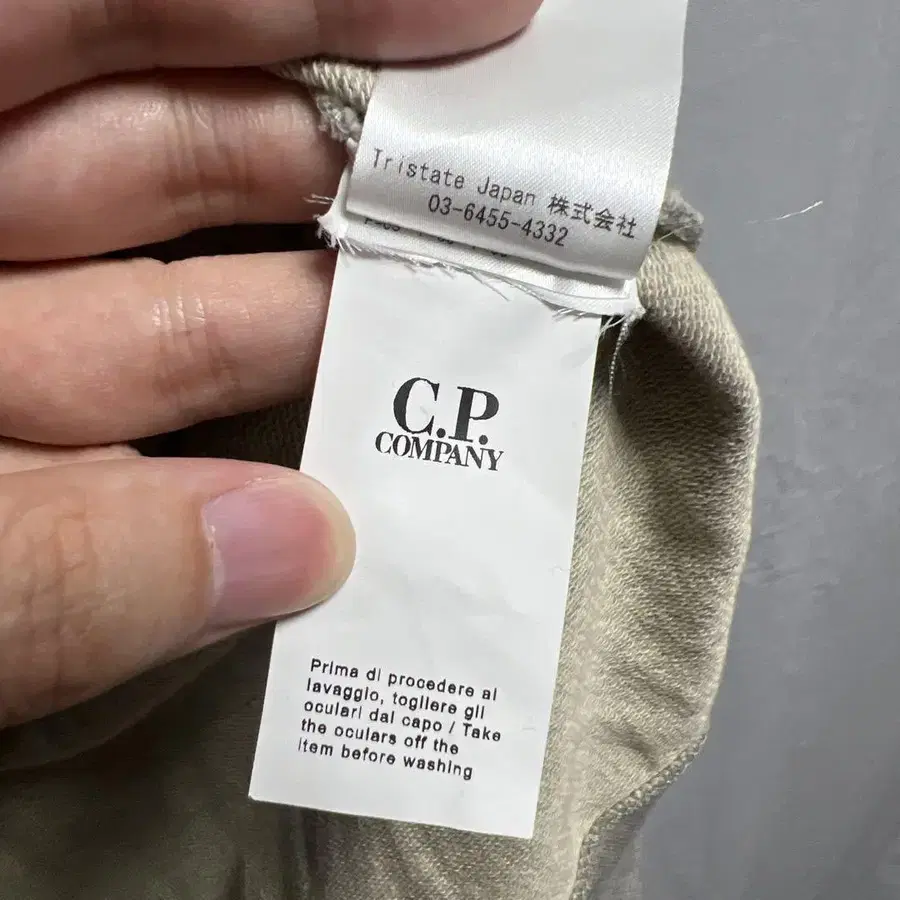 Tristate Japan 株式会社
03-6455-4332
C.P.
COMPANY
Prima di procedere al
lavaggio, togliere gli
oculari dal capo / Take
the oculars off the
item before washing